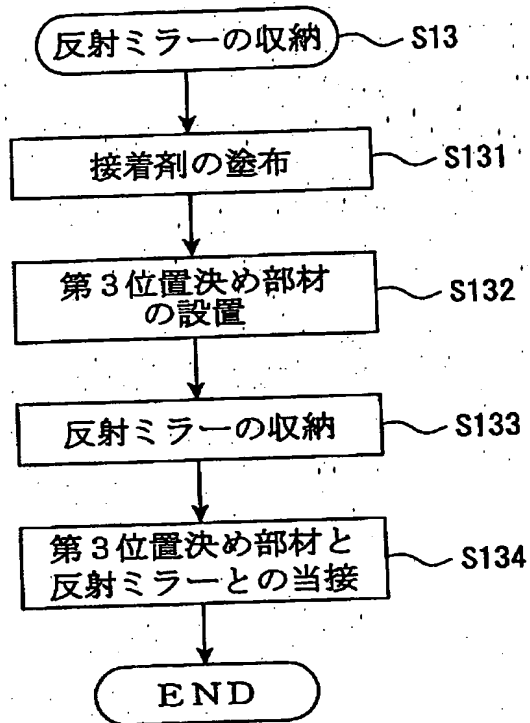 反射ミラーの収納
S13
接着剤の塗布
S131
第3位置決め部材
の設置
S132
反射ミラーの収納
S133
第3位置決め部材と
反射ミラーとの当接
S134
END